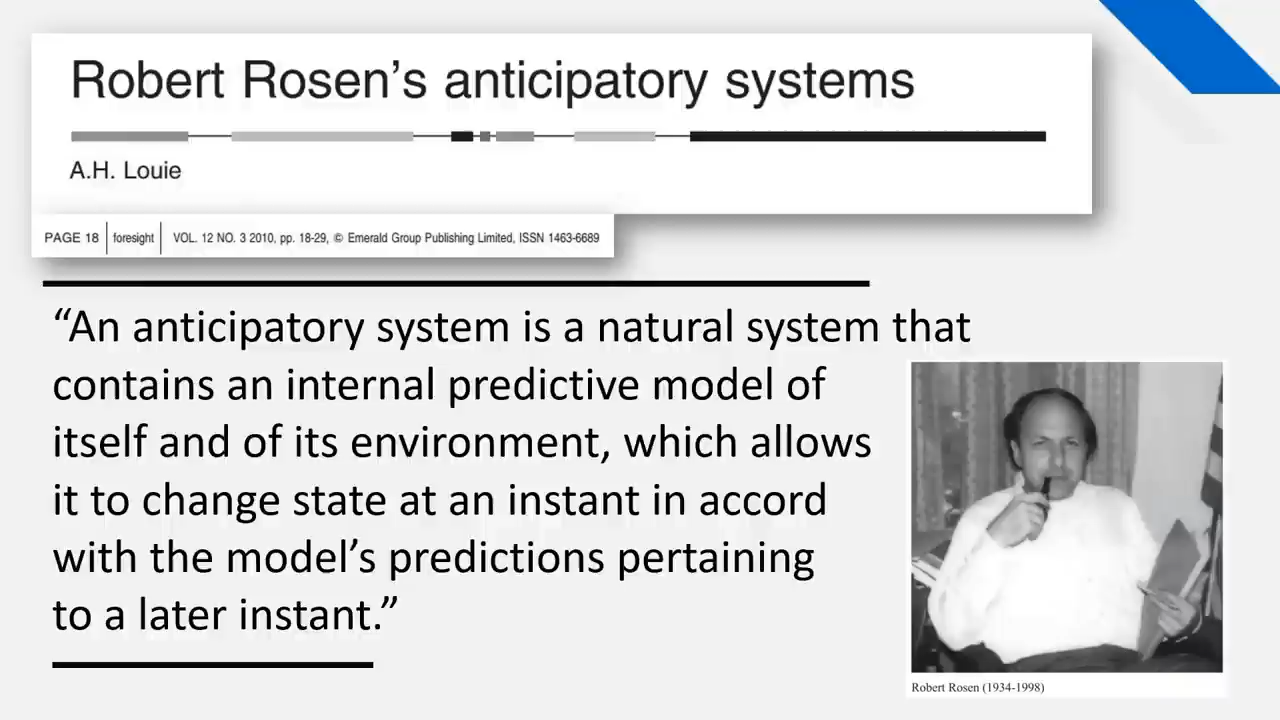 Robert Rosen’s anticipatory systems
A.H. Louie
PAGE 18 | foresight | VOL. 12 NO. 3 2010, pp. 18-29, © Emerald Group Publishing Limited, ISSN 1463-6689
“An anticipatory system is a natural system that
contains an internal predictive model of
itself and of its environment, which allows
it to change state at an instant in accord
with the model’s predictions pertaining
to a later instant.”
Robert Rosen (1934-1998)